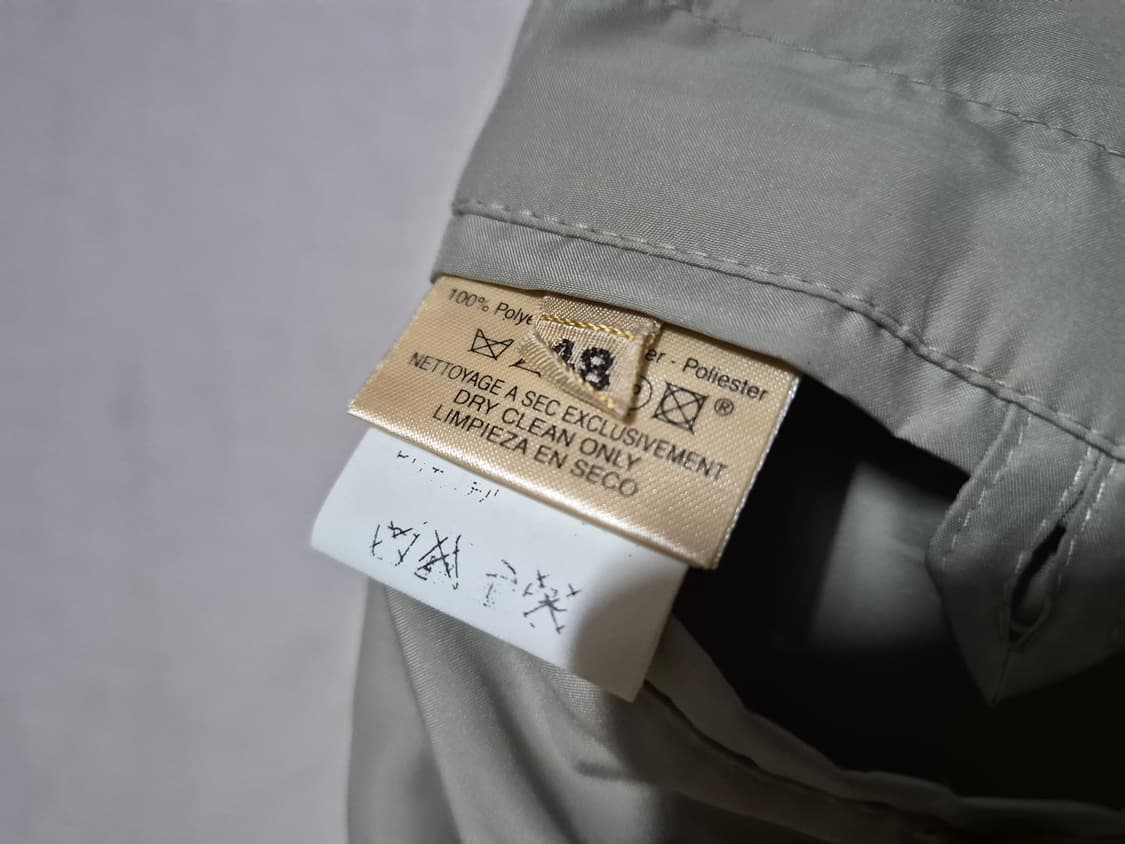 100% Polye er - Poliester
48
®
NETTOYAGE A SEC EXCLUSIVEMENT
DRY CLEAN ONLY
LIMPIEZA EN SECO